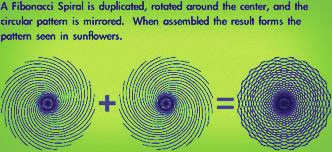 A Fibonacci Spiral is duplicated, rotated around the center, and the
circular pattern is mirrored. When assembled the result forms the
pattern seen in sunflowers.
+ =